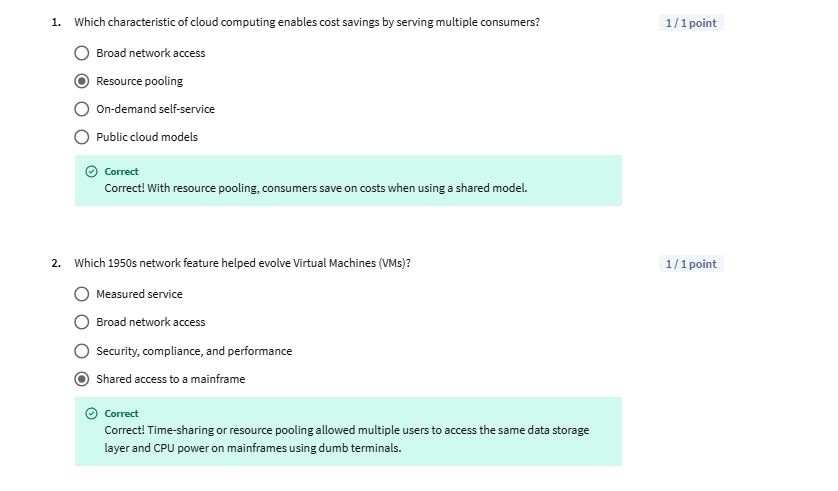 1. Which characteristic of cloud computing enables cost savings by serving multiple consumers? 1 / 1 point
Broad network access
Resource pooling
On-demand self-service
Public cloud models
Correct
Correct! With resource pooling, consumers save on costs when using a shared model.
2. Which 1950s network feature helped evolve Virtual Machines (VMs)? 1 / 1 point
Measured service
Broad network access
Security, compliance, and performance
Shared access to a mainframe
Correct
Correct! Time-sharing or resource pooling allowed multiple users to access the same data storage
layer and CPU power on mainframes using dumb terminals.